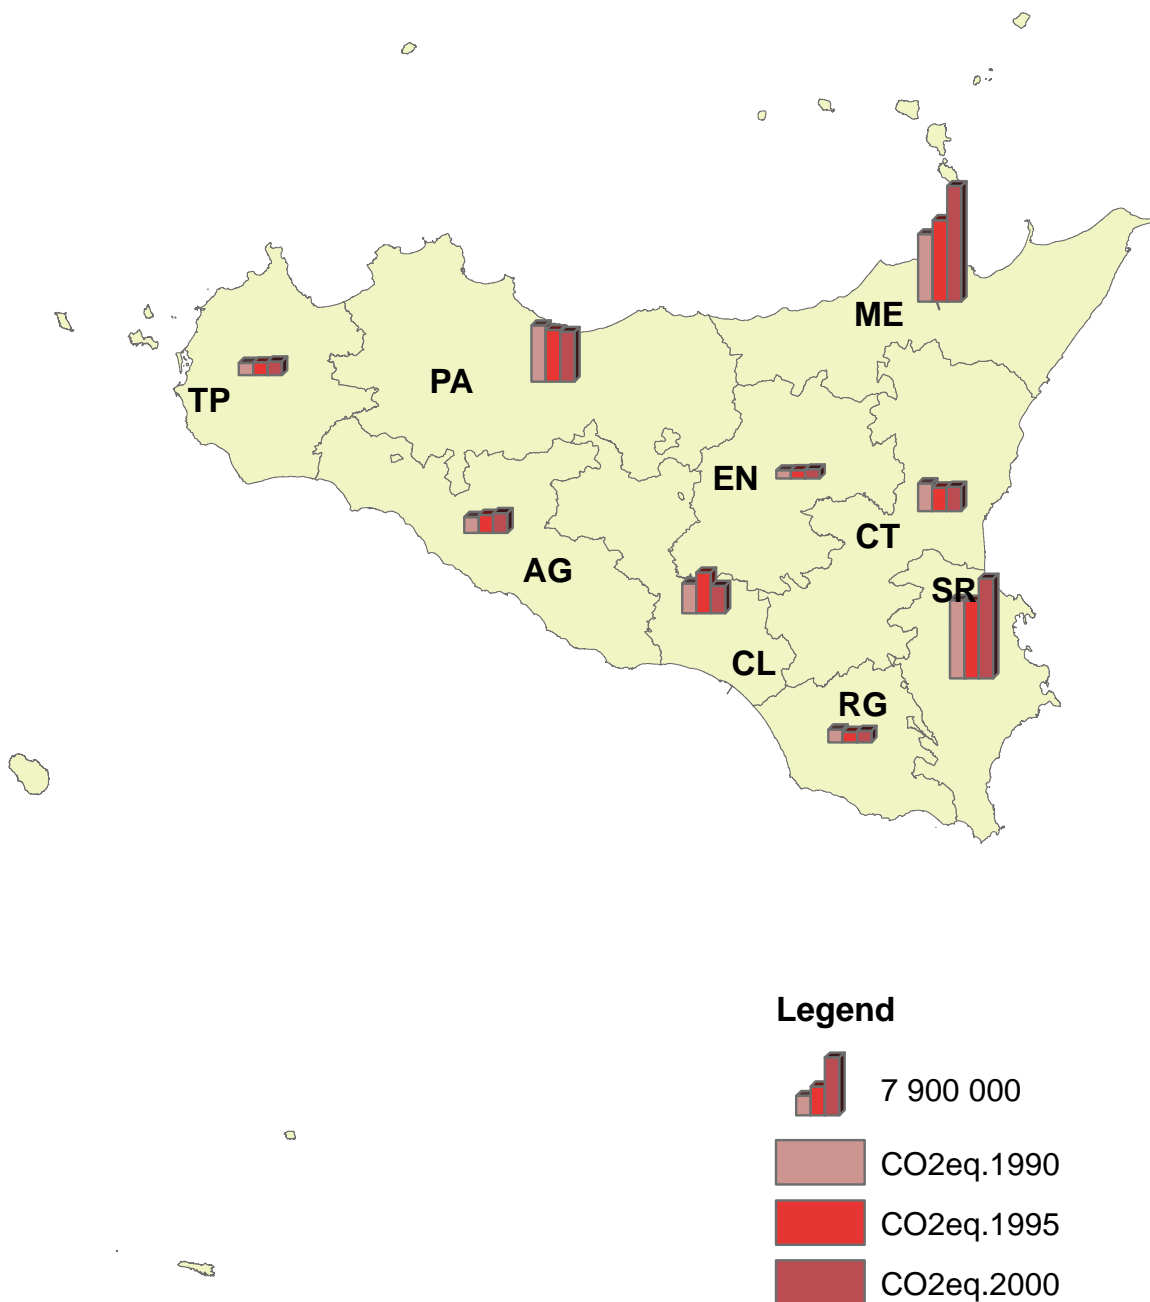 ME
PA
TP
EN
CT
AG
SR
CL
RG
Legend
7 900 000
CO2eq.1990
CO2eq.1995
CO2eq.2000